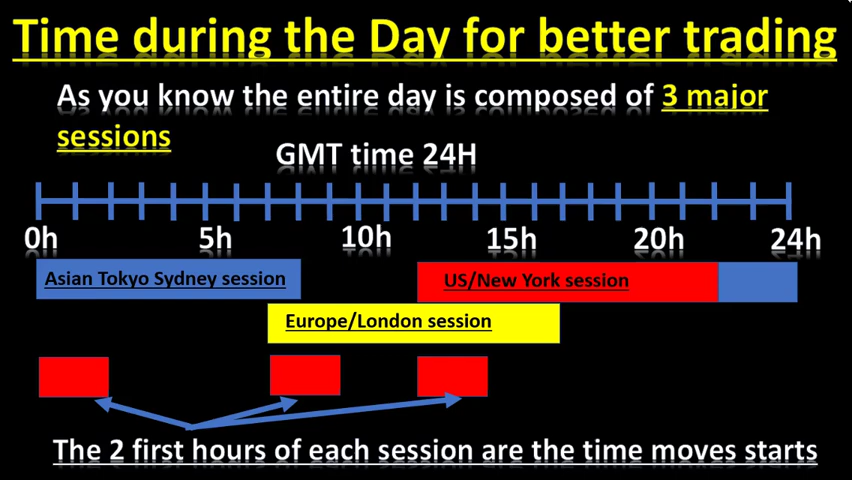 Time during the Day for better trading
As you know the entire day is composed of 3 major
sessions
GMT time 24H
0h 5h 10h 15h 20h 24h
Asian Tokyo Sydney session
US/New York session
Europe/London session
The 2 first hours of each session are the time moves starts